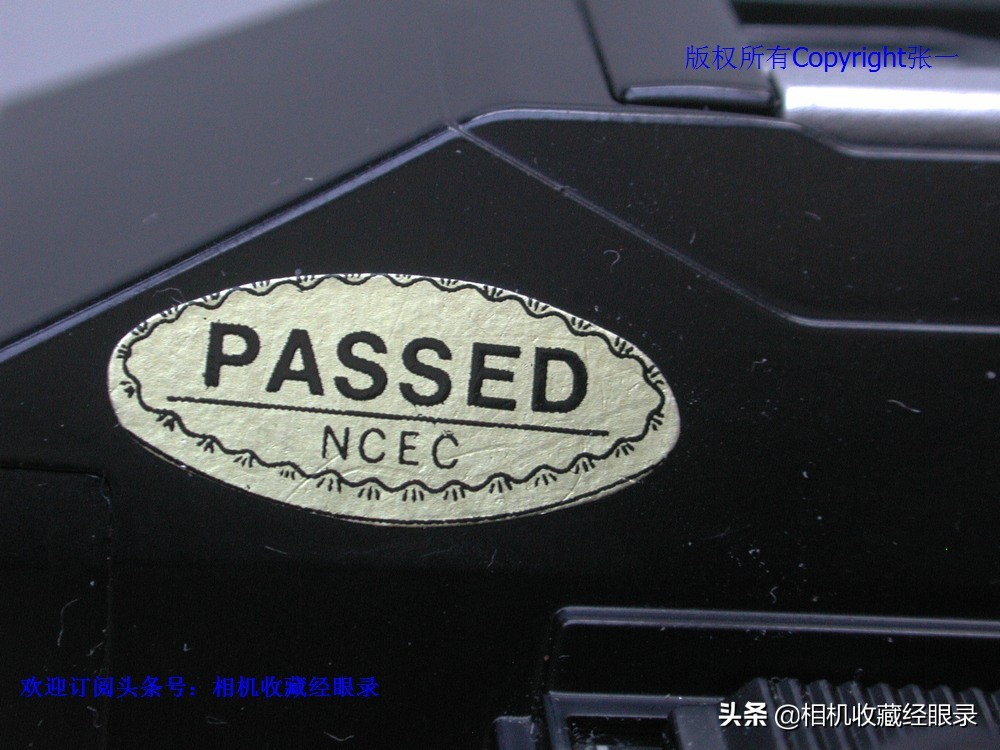 版权所有Copyright张一
PASSED
NCEC
欢迎订阅头条号：相机收藏经眼录
头条 @相机收藏经眼录